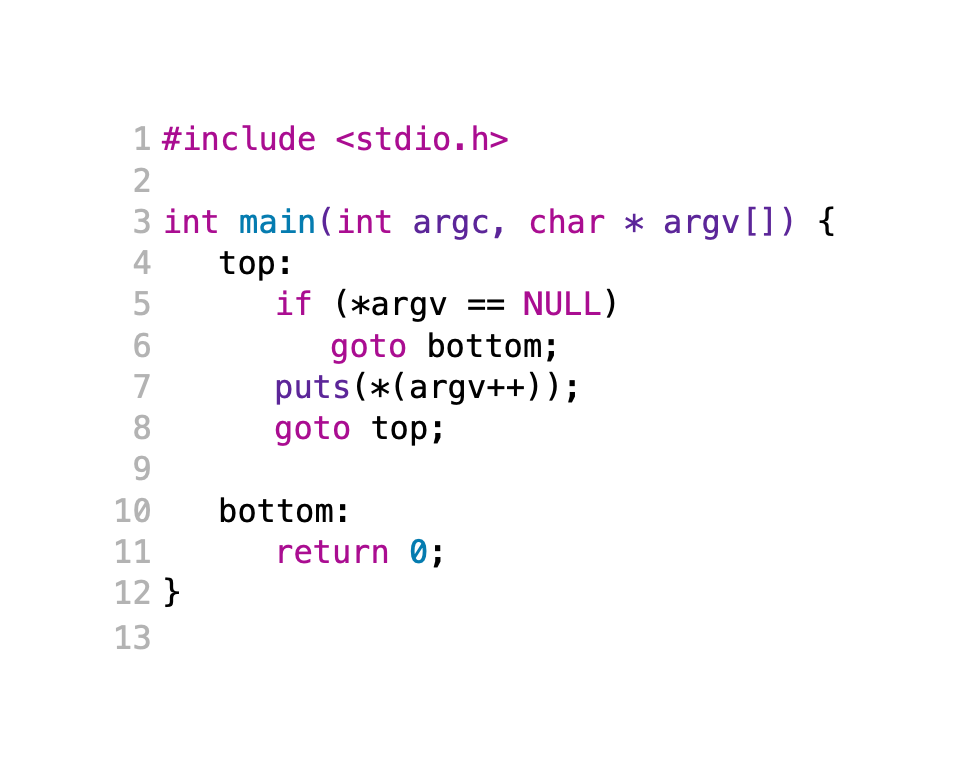 1 #include <stdio.h>
2
3 int main(int argc, char * argv[]) {
4 top:
5 if (*argv == NULL)
6 goto bottom;
7 puts(*(argv++));
8 goto top;
9
10 bottom:
11 return 0;
12 }
13